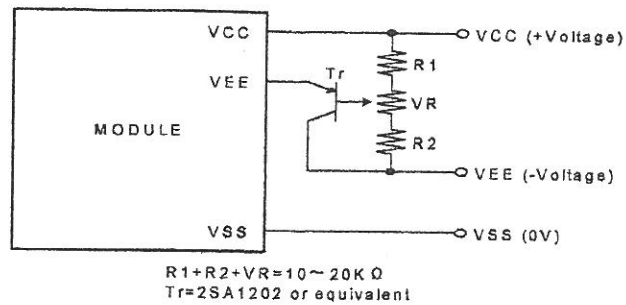 VCC
VCC (+Voltage)
R1
Tr
VEE
VR
MODULE
R2
VEE (-Voltage)
VSS
VSS (0V)
R1+R2+VR=10~20KΩ
Tr=2SA1202 or equivalent